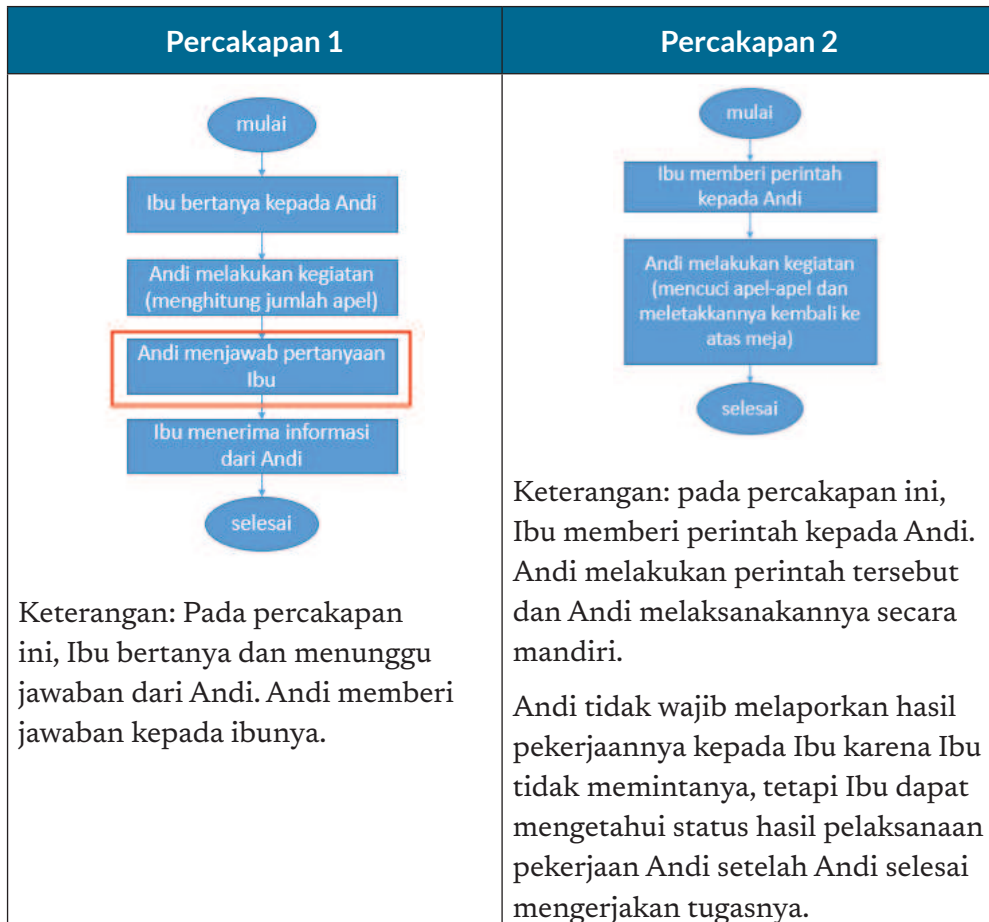 Percakapan 1
mulai
Ibu bertanya kepada Andi
Andi melakukan kegiatan
(menghitung jumlah apel)
Andi menjawab pertanyaan
Ibu
Ibu menerima informasi
dari Andi
selesai
Keterangan: Pada percakapan
ini, Ibu bertanya dan menunggu
jawaban dari Andi. Andi memberi
jawaban kepada ibunya.
Percakapan 2
mulai
Ibu memberi perintah
kepada Andi
Andi melakukan kegiatan
(mencuci apel-apel dan
meletakkannya kembali ke
atas meja)
selesai
Keterangan: pada percakapan ini,
Ibu memberi perintah kepada Andi.
Andi melakukan perintah tersebut
dan Andi melaksanakannya secara
mandiri.
Andi tidak wajib melaporkan hasil
pekerjaannya kepada Ibu karena Ibu
tidak memintanya, tetapi Ibu dapat
mengetahui status hasil pelaksanaan
pekerjaan Andi setelah Andi selesai
mengerjakan tugasnya.